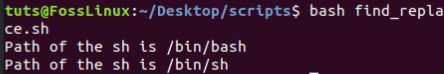 tuts@FossLinux:~/Desktop/scripts$ bash find_repla
ce.sh
Path of the sh is /bin/bash
Path of the sh is /bin/sh